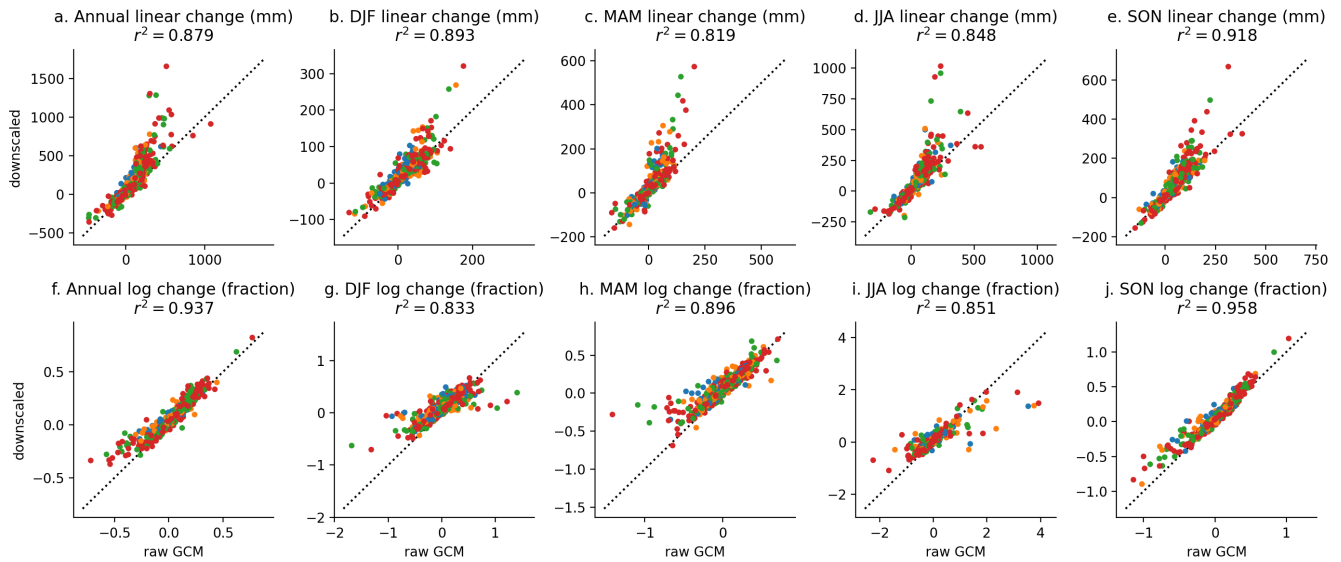 a. Annual linear change (mm)
r² = 0.879
b. DJF linear change (mm)
r² = 0.893
c. MAM linear change (mm)
r² = 0.819
d. JJA linear change (mm)
r² = 0.848
e. SON linear change (mm)
r² = 0.918
downscaled
1500
1000
500
0
−500
0
1000
300
200
100
0
−100
0
200
600
400
200
0
−200
0
200
400
600
1000
750
500
250
0
−250
0
500
1000
600
400
200
0
−200
0
250
500
750
f. Annual log change (fraction)
r² = 0.937
g. DJF log change (fraction)
r² = 0.833
h. MAM log change (fraction)
r² = 0.896
i. JJA log change (fraction)
r² = 0.851
j. SON log change (fraction)
r² = 0.958
downscaled
0.5
0.0
−0.5
−0.5
0.0
0.5
raw GCM
1
0
−1
−2
−2
−1
0
1
2
raw GCM
0.5
0.0
−0.5
−1.0
−1.5
−1
0
raw GCM
4
2
0
−2
−2
0
2
4
raw GCM
1.0
0.5
0.0
−0.5
−1.0
−1
0
1
raw GCM